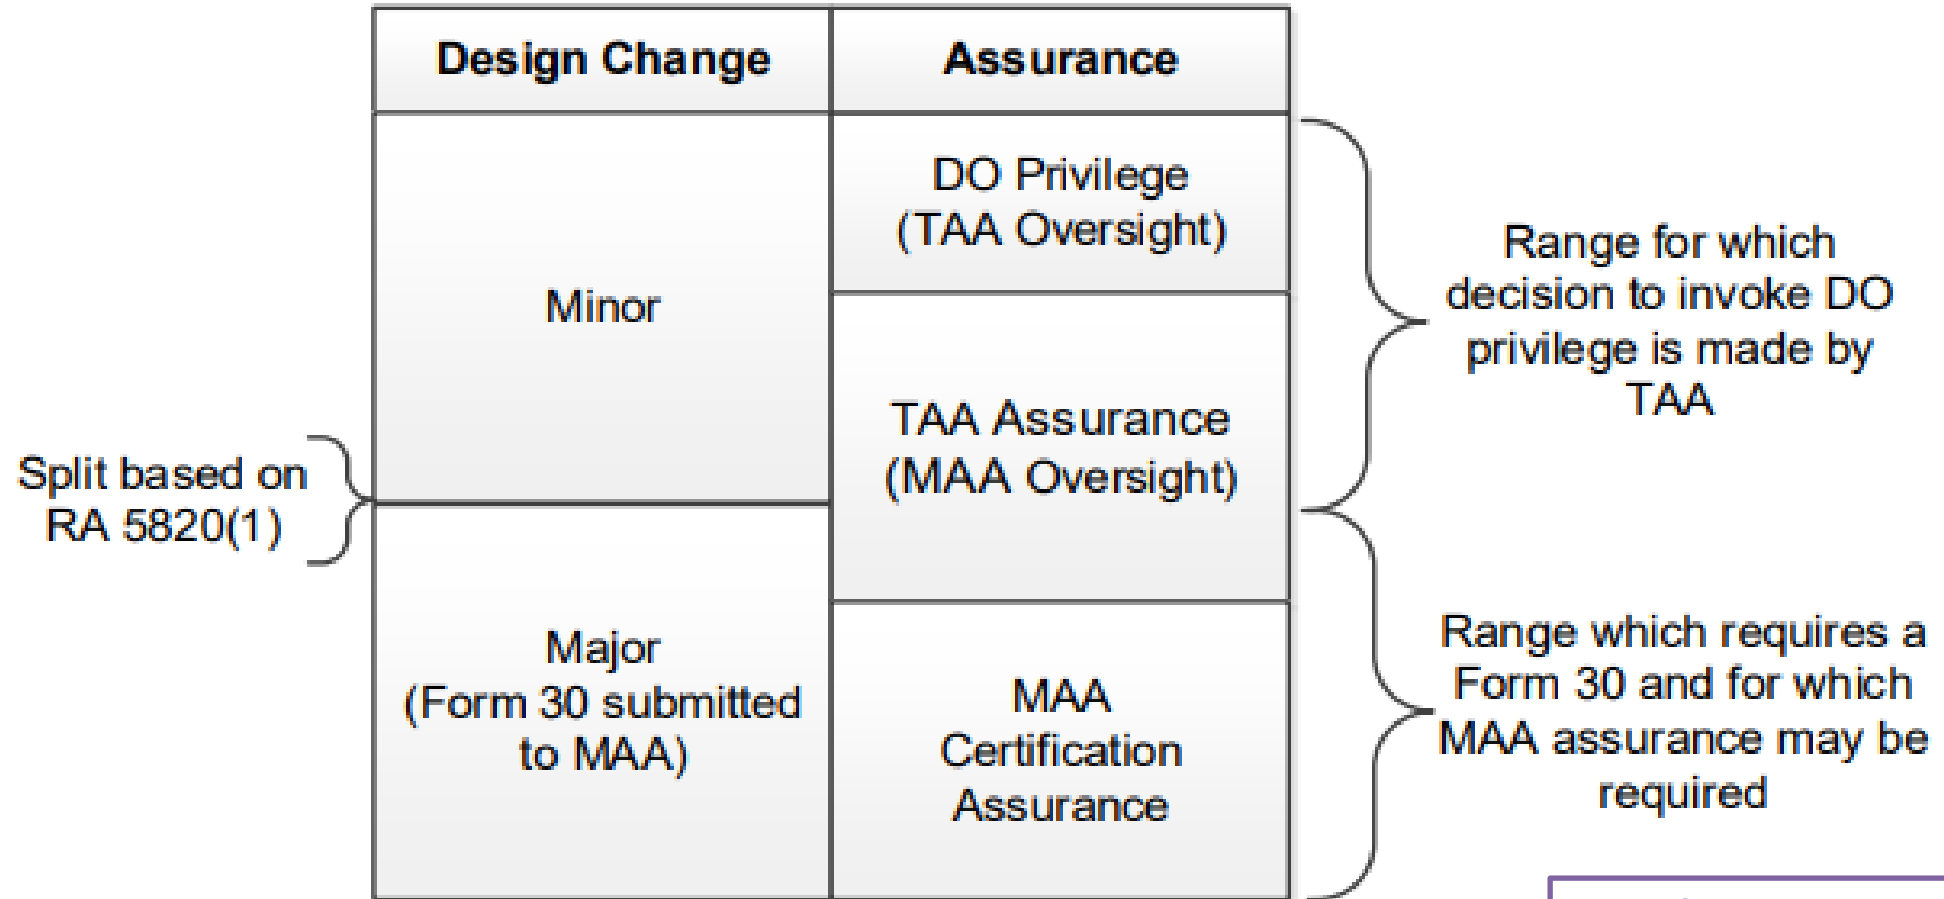 Design Change
Assurance
Minor
DO Privilege
(TAA Oversight)
TAA Assurance
(MAA Oversight)
Range for which
decision to invoke DO
privilege is made by
TAA
Split based on
RA 5820(1)
Major
(Form 30 submitted
to MAA)
MAA
Certification
Assurance
Range which requires a
Form 30 and for which
MAA assurance may be
required